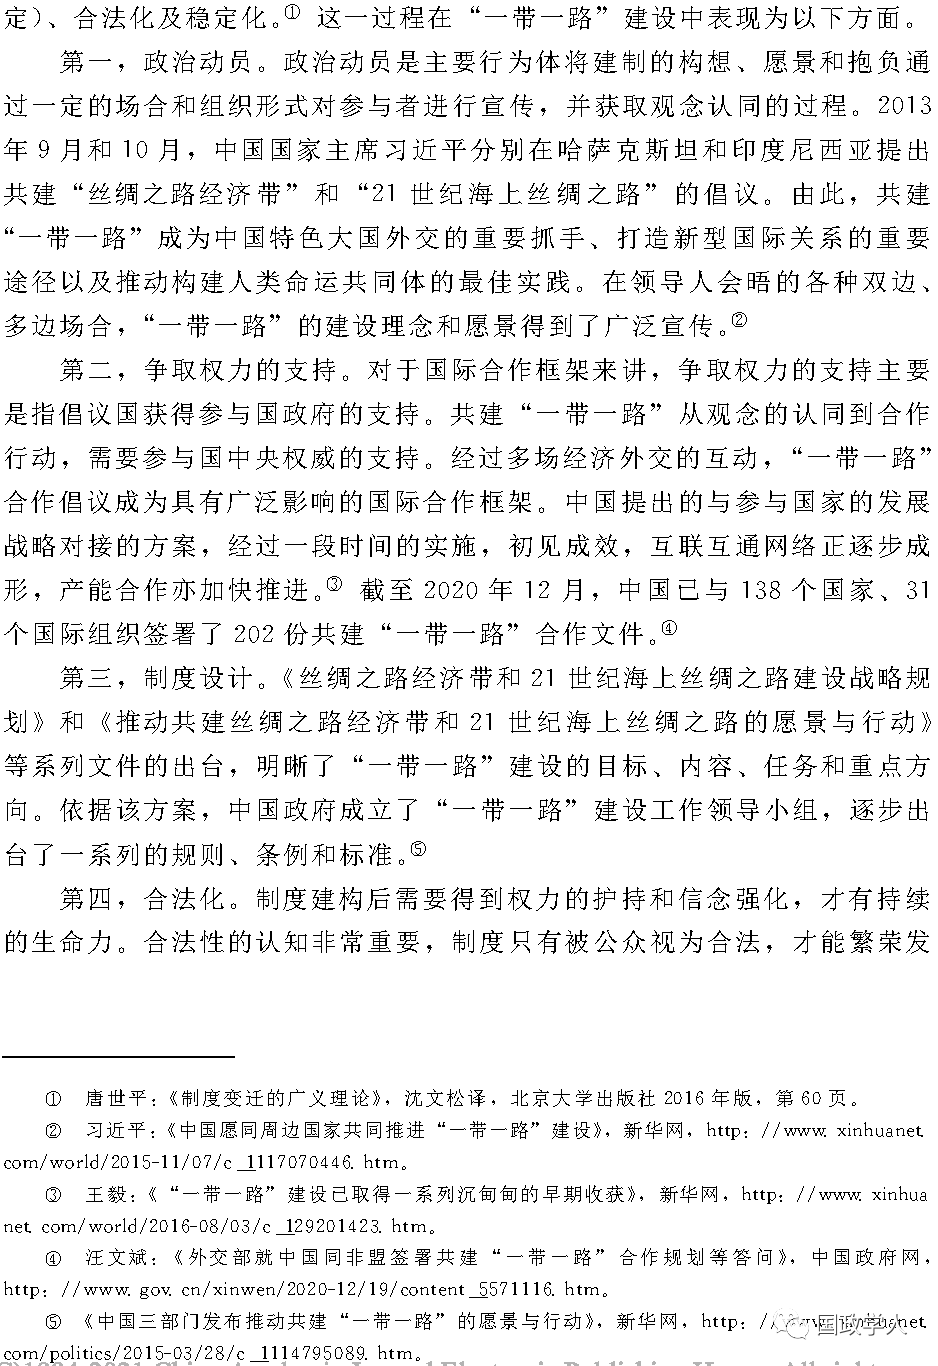 定)、合法化及稳定化。① 这一过程在“一带一路”建设中表现为以下方面。
第一，政治动员。政治动员是主要行为体将建制的构想、愿景和抱负通
过一定的场合和组织形式对参与者进行宣传，并获取观念认同的过程。2013
年 9 月和 10 月，中国国家主席习近平分别在哈萨克斯坦和印度尼西亚提出
共建“丝绸之路经济带”和“21 世纪海上丝绸之路”的倡议。由此，共建
“一带一路”成为中国特色大国外交的重要抓手、打造新型国际关系的重要
途径以及推动构建人类命运共同体的最佳实践。在领导人会晤的各种双边、
多边场合，“一带一路”的建设理念和愿景得到了广泛宣传。②
第二，争取权力的支持。对于国际合作框架来讲，争取权力的支持主要
是指倡议国获得参与国政府的支持。共建“一带一路”从观念的认同到合作
行动，需要参与国中央权威的支持。经过多场经济外交的互动，“一带一路”
合作倡议成为具有广泛影响的国际合作框架。中国提出的与参与国家的发展
战略对接的方案，经过一段时间的实施，初见成效，互联互通网络正逐步成
形，产能合作亦加快推进。③ 截至 2020 年 12 月，中国已与 138 个国家、31
个国际组织签署了 202 份共建“一带一路”合作文件。④
第三，制度设计。《丝绸之路经济带和 21 世纪海上丝绸之路建设战略规
划》和《推动共建丝绸之路经济带和 21 世纪海上丝绸之路的愿景与行动》
等系列文件的出台，明晰了“一带一路”建设的目标、内容、任务和重点方
向。依据该方案，中国政府成立了“一带一路”建设工作领导小组，逐步出
台了一系列的规则、条例和标准。⑤
第四，合法化。制度建构后需要得到权力的护持和信念强化，才有持续
的生命力。合法性的认知非常重要，制度只有被公众视为合法，才能繁荣发
① 唐世平：《制度变迁的广义理论》，沈文松译，北京大学出版社 2016 年版，第 60 页。
② 习近平：《中国愿同周边国家共同推进“一带一路”建设》，新华网，http：//www. xinhuanet.
com/world/2015-11/07/c_1117070446. htm。
③ 王毅：《“一带一路”建设已取得一系列沉甸甸的早期收获》，新华网，http：//www. xinhua
net. com/world/2016-08/03/c_129201423. htm。
④ 汪文斌：《外交部就中国同非盟签署共建“一带一路”合作规划等答问》，中国政府网，
http：//www. gov. cn/xinwen/2020-12/19/content_5571116. htm。
⑤ 《中国三部门发布推动共建“一带一路”的愿景与行动》，新华网，http：//www. xinhuanet.
com/politics/2015-03/28/c_1114795089. htm。
国政学人